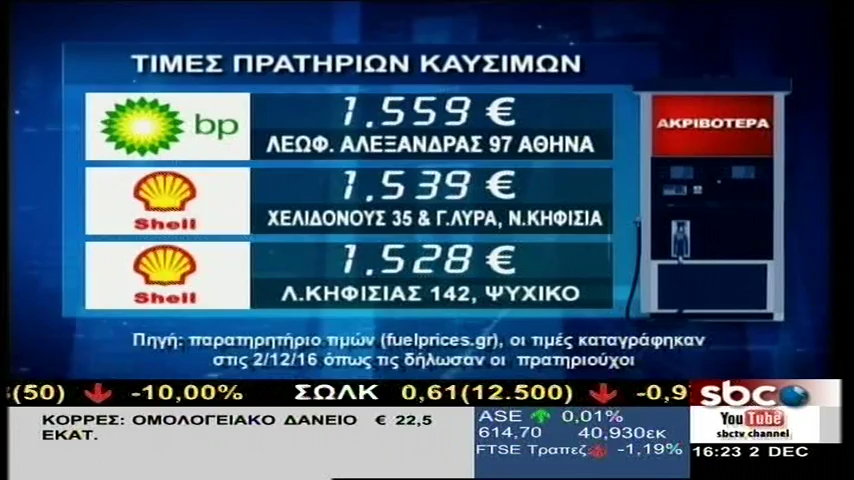 ΤΙΜΕΣ ΠΡΑΤΗΡΙΩΝ ΚΑΥΣΙΜΩΝ
bp
1.559 €
ΛΕΩΦ. ΑΛΕΞΑΝΔΡΑΣ 97 ΑΘΗΝΑ
ΑΚΡΙΒΟΤΕΡΑ
Shell
1.539 €
ΧΕΛΙΔΟΝΟΥΣ 35 & Γ.ΛΥΡΑ, Ν.ΚΗΦΙΣΙΑ
Shell
1.528 €
Λ.ΚΗΦΙΣΙΑΣ 142, ΨΥΧΙΚΟ
Πηγή: παρατηρητήριο τιμών (fuelprices.gr), οι τιμές καταγράφηκαν
στις 2/12/16 όπως τις δήλωσαν οι πρατηριούχοι
(50) -10,00% ΣΩΛΚ 0,61(12.500) -0,9
sbc
ΚΟΡΡΕΣ: ΟΜΟΛΟΓΕΙΑΚΟ ΔΑΝΕΙΟ € 22,5
ΕΚΑΤ.
ASE 0,01%
614,70 40,930εκ
FTSE Τραπεζ -1,19%
YouTube
sbctv channel
16:23 2 DEC